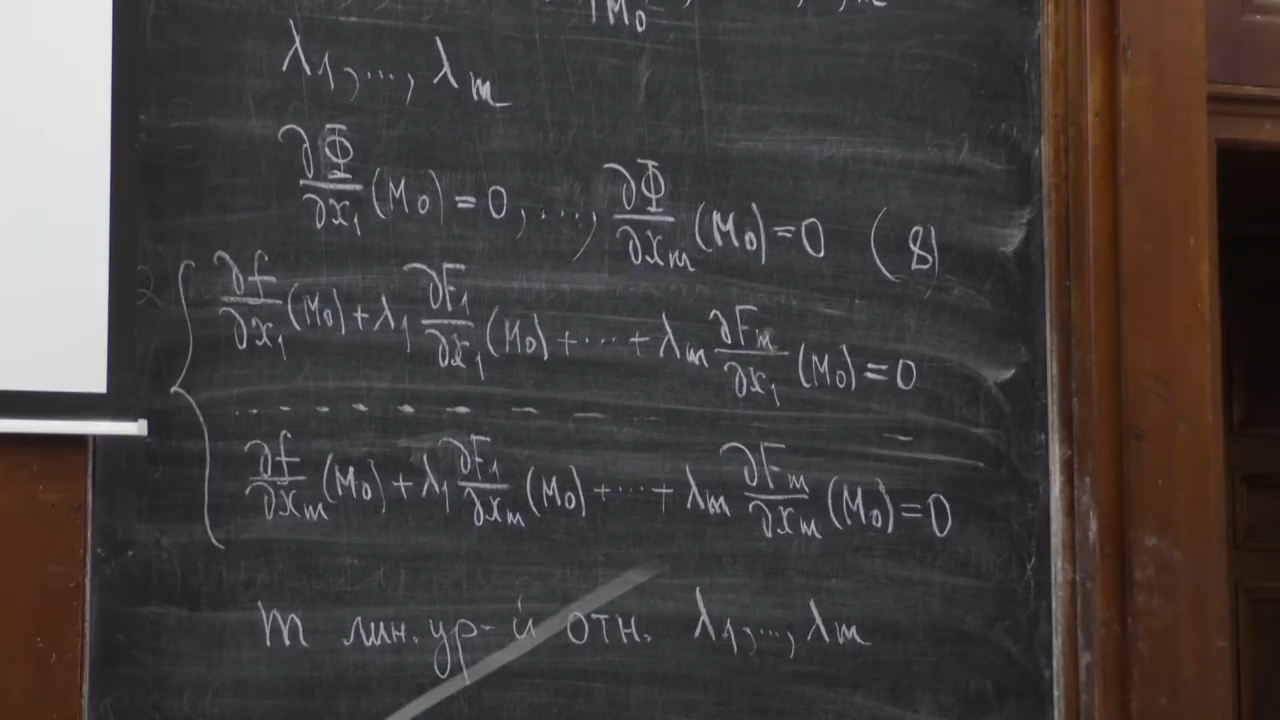 M₀
λ₁, ..., λₘ
∂Φ/∂x₁ (M₀) = 0, ..., ∂Φ/∂xₘ (M₀) = 0 (8)
∂f/∂x₁ (M₀) + λ₁ ∂F₁/∂x₁ (M₀) + ... + λₘ ∂Fₘ/∂x₁ (M₀) = 0
. . - - - - - - -
∂f/∂xₘ (M₀) + λ₁ ∂F₁/∂xₘ (M₀) + ... + λₘ ∂Fₘ/∂xₘ (M₀) = 0
m лин. ур-й отн. λ₁, ..., λₘ